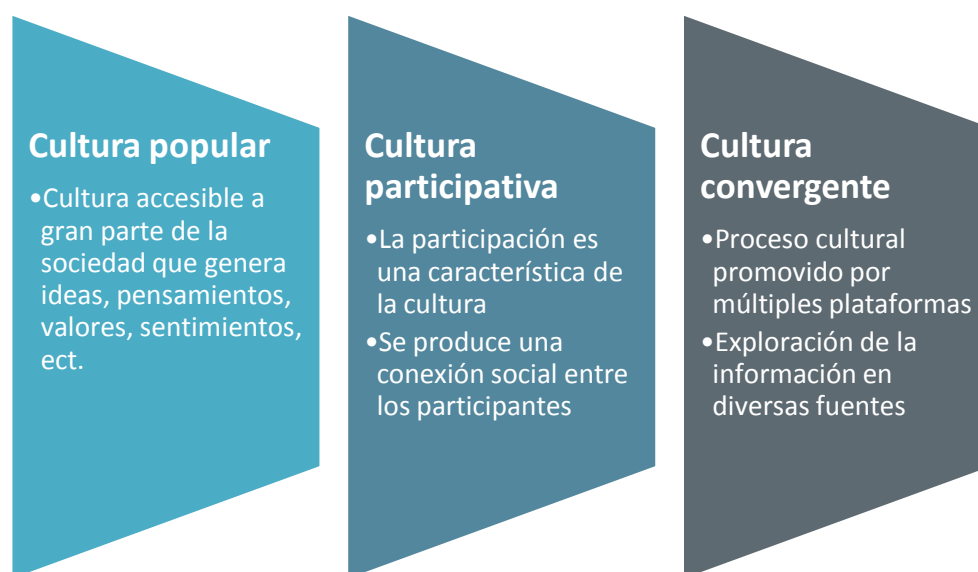 Cultura popular
•Cultura accesible a
gran parte de la
sociedad que genera
ideas, pensamientos,
valores, sentimientos,
ect.
Cultura
participativa
•La participación es
una característica de
la cultura
•Se produce una
conexión social entre
los participantes
Cultura
convergente
•Proceso cultural
promovido por
múltiples plataformas
•Exploración de la
información en
diversas fuentes